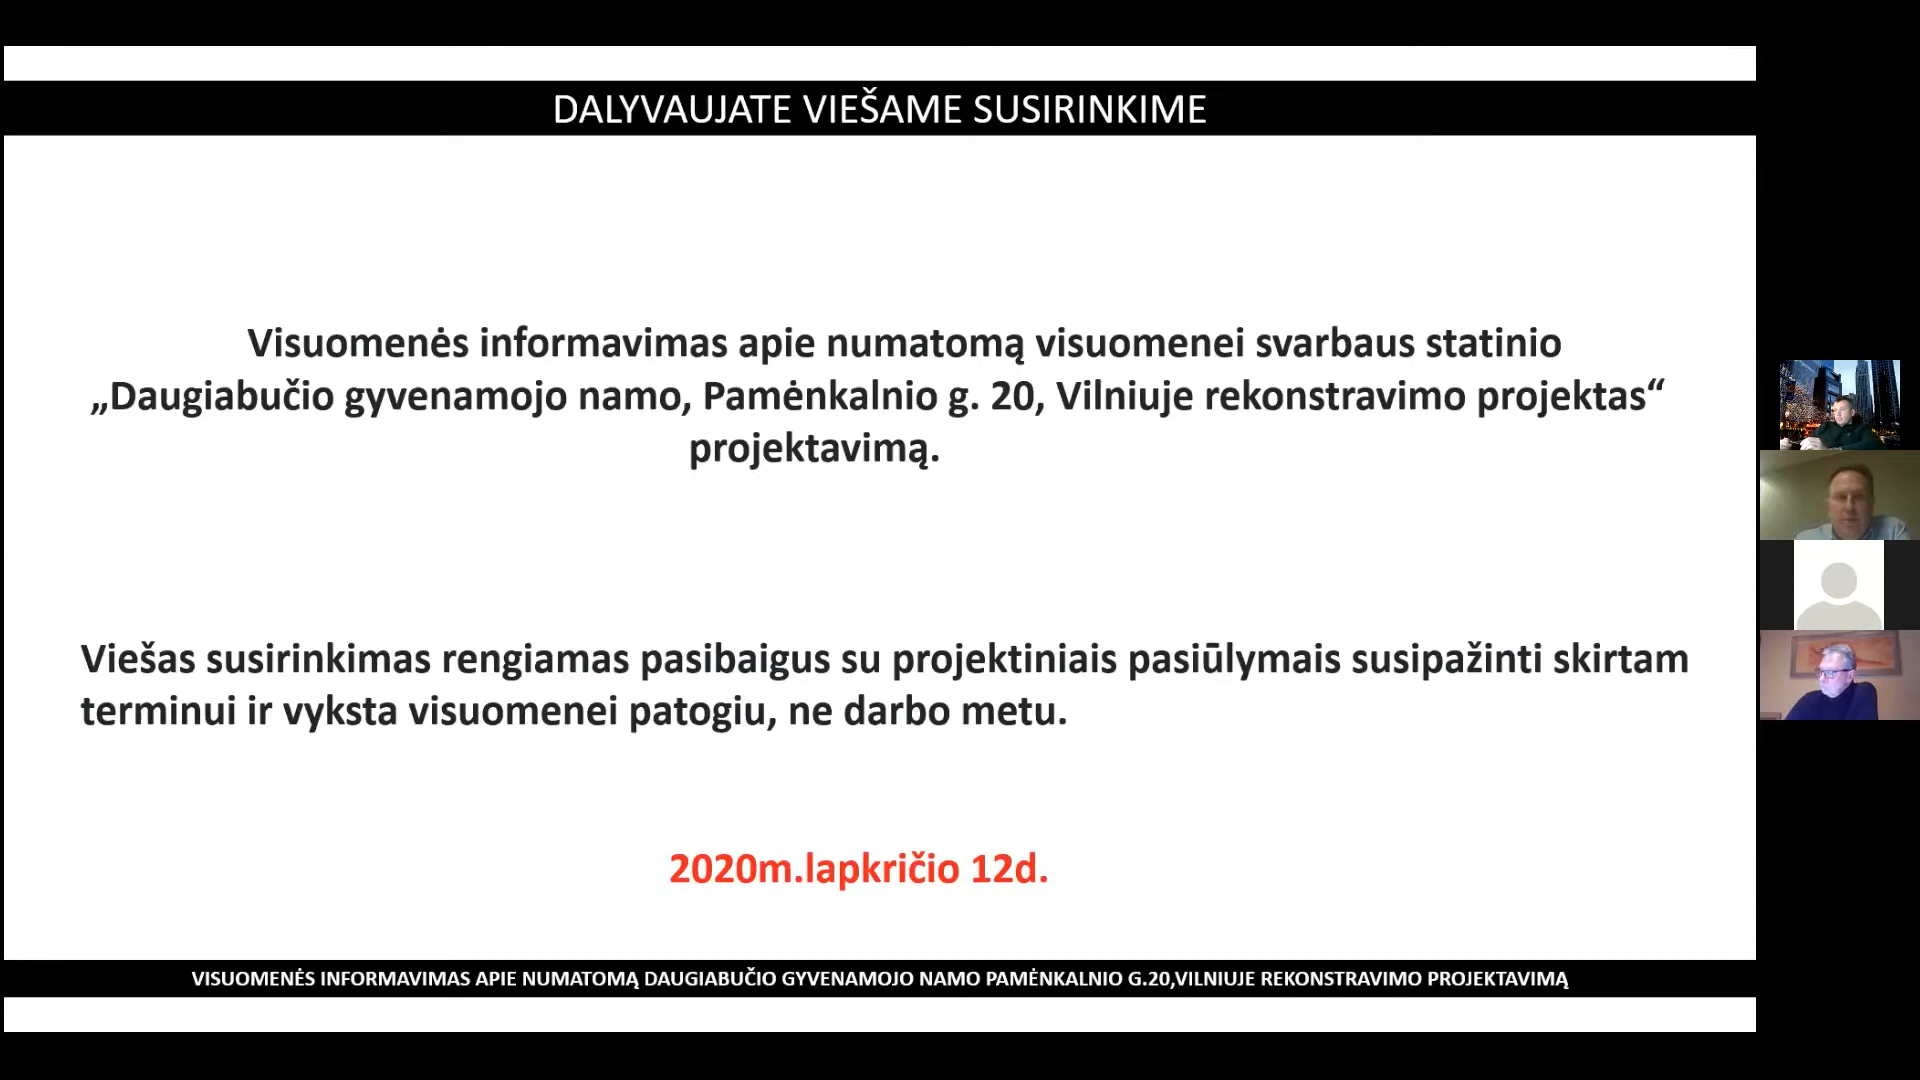 DALYVAUJATE VIEŠAME SUSIRINKIME
Visuomenės informavimas apie numatomą visuomenei svarbaus statinio
„Daugiabučio gyvenamojo namo, Pamėnkalnio g. 20, Vilniuje rekonstravimo projektas“
projektavimą.
Viešas susirinkimas rengiamas pasibaigus su projektiniais pasiūlymais susipažinti skirtam
terminui ir vyksta visuomenei patogiu, ne darbo metu.
2020m.lapkričio 12d.
VISUOMENĖS INFORMAVIMAS APIE NUMATOMĄ DAUGIABUČIO GYVENAMOJO NAMO PAMĖNKALNIO G.20,VILNIUJE REKONSTRAVIMO PROJEKTAVIMĄ